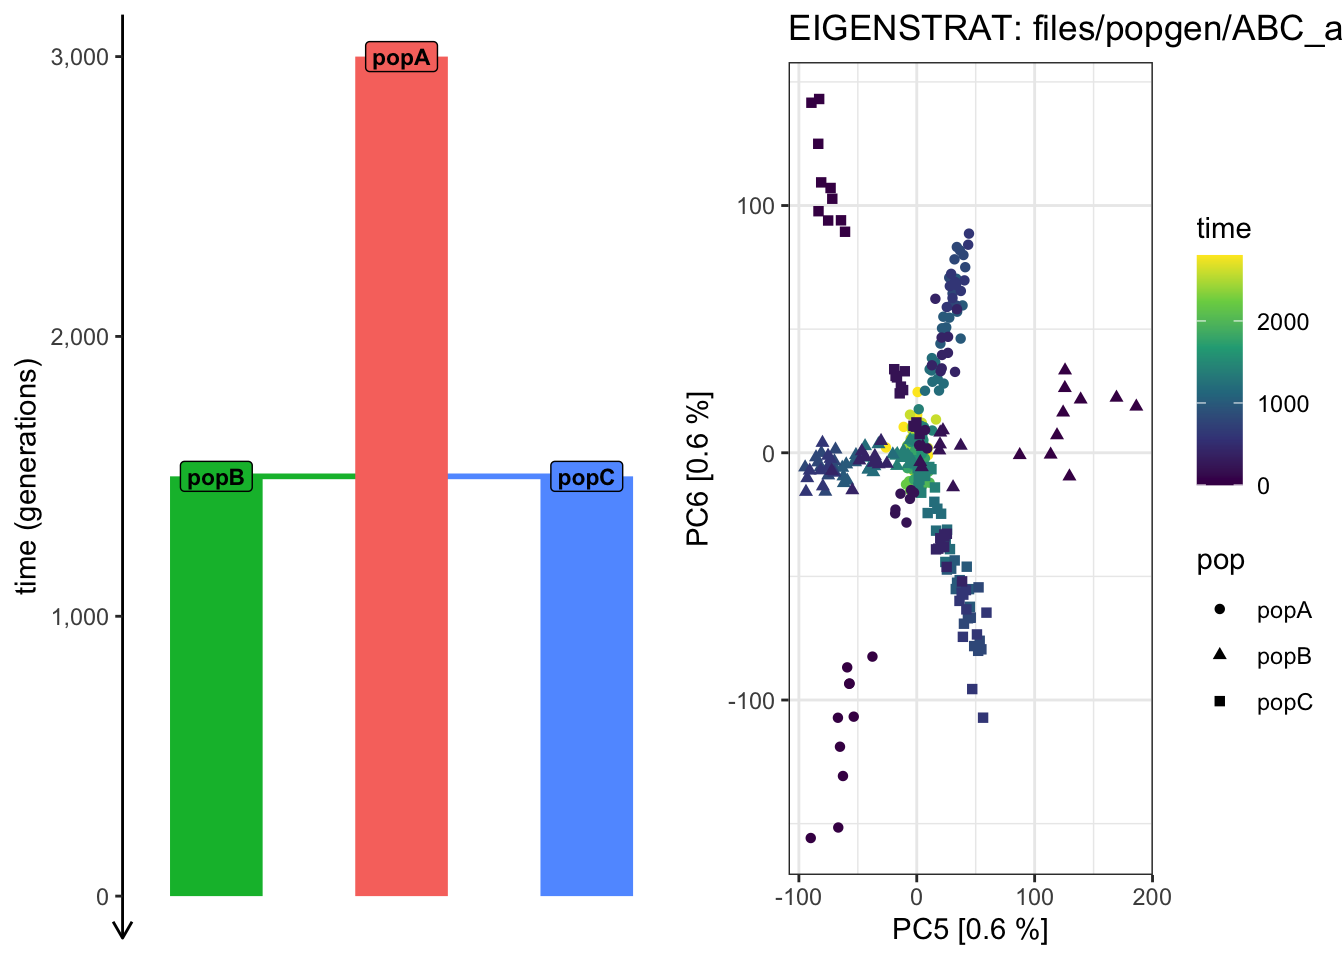 time (generations)
3,000
2,000
1,000
0
popA
popB
popC
EIGENSTRAT: files/popgen/ABC_a
PC6 [0.6 %]
100
0
-100
-100
0
100
200
PC5 [0.6 %]
time
2000
1000
0
pop
popA
popB
popC